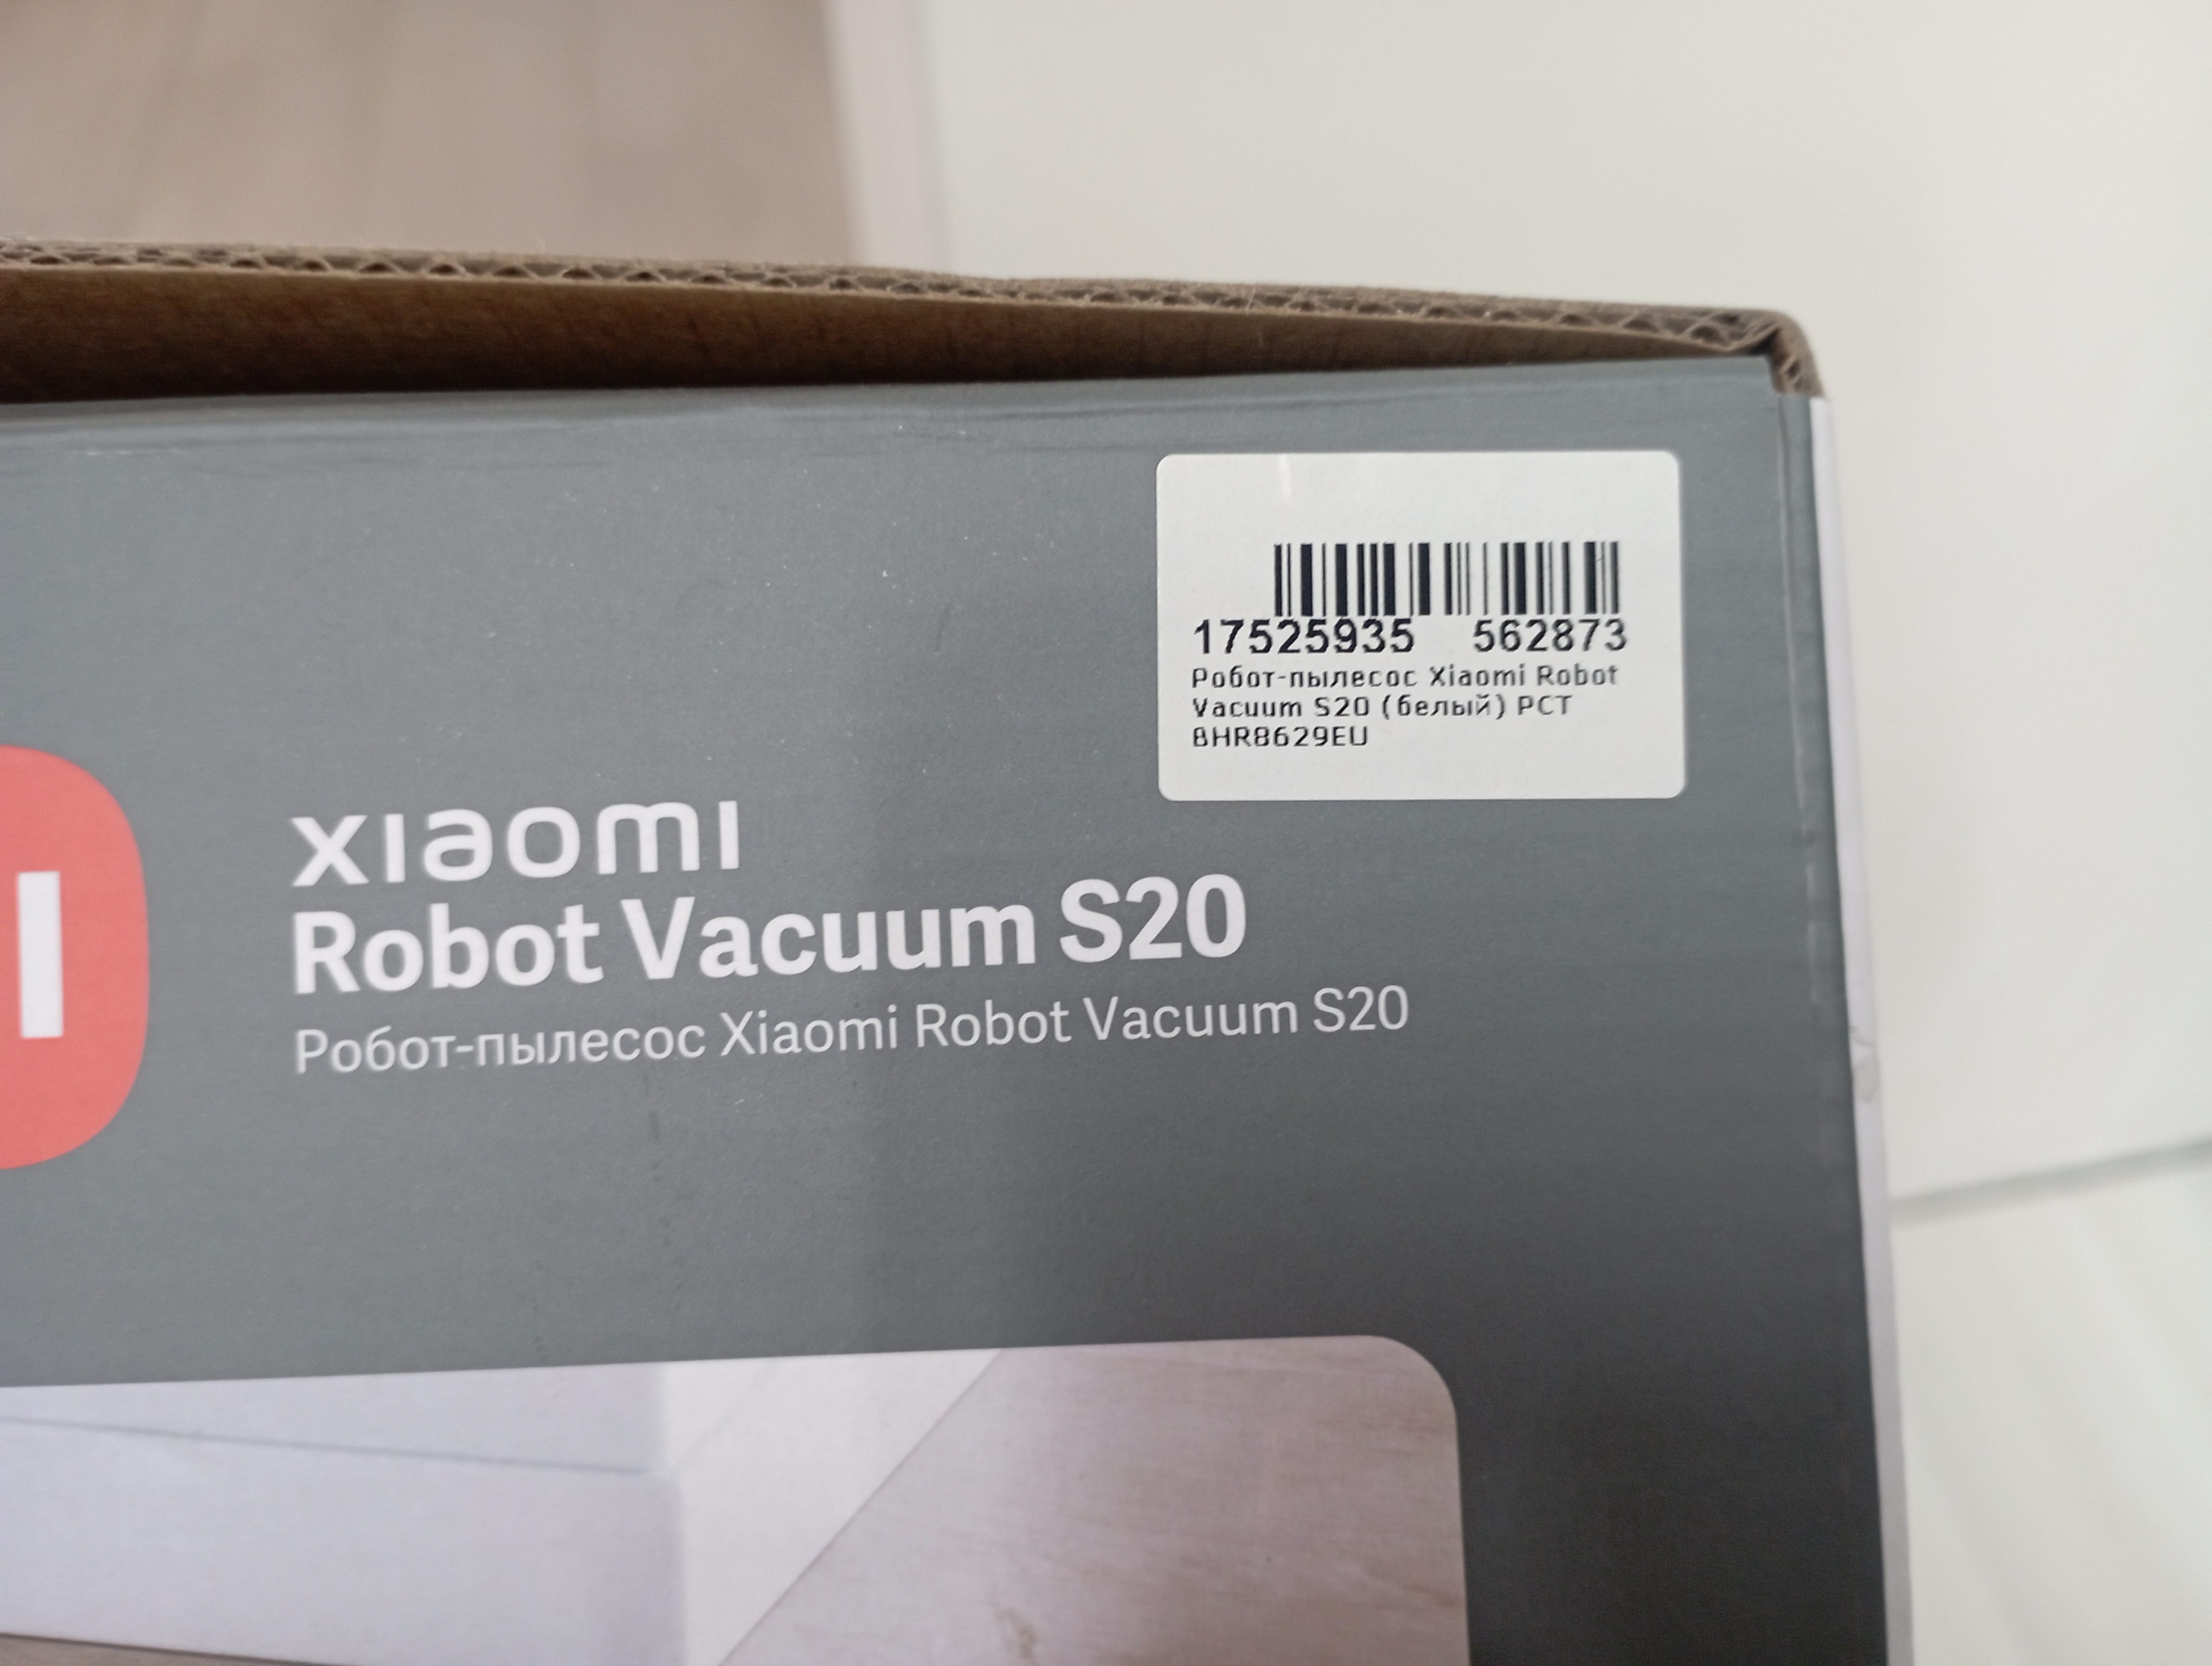 17525935 562873
Робот-пылесос Xiaomi Robot
Vacuum S20 (белый) РСТ
BHR8629EU
xiaomi
Robot Vacuum S20
Робот-пылесос Xiaomi Robot Vacuum S20